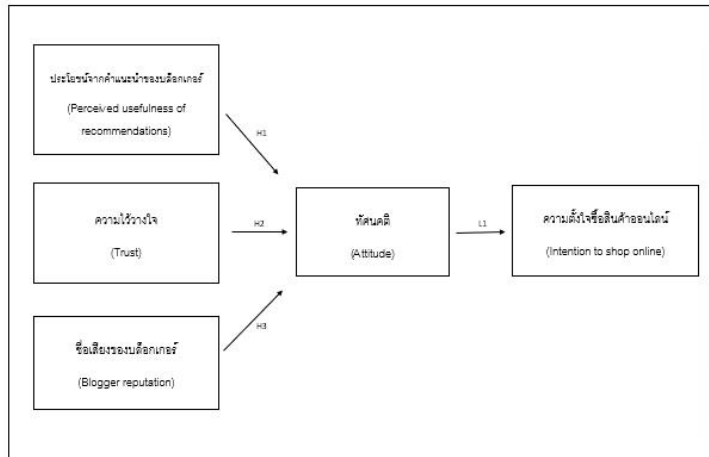 ประโยชน์จากคำแนะนำของบล็อกเกอร์
(Perceived usefulness of
recommendations)
H1
ความไว้วางใจ
(Trust)
H2
ทัศนคติ
(Attitude)
L1
ความตั้งใจซื้อสินค้าออนไลน์
(Intention to shop online)
H3
ชื่อเสียงของบล็อกเกอร์
(Blogger reputation)